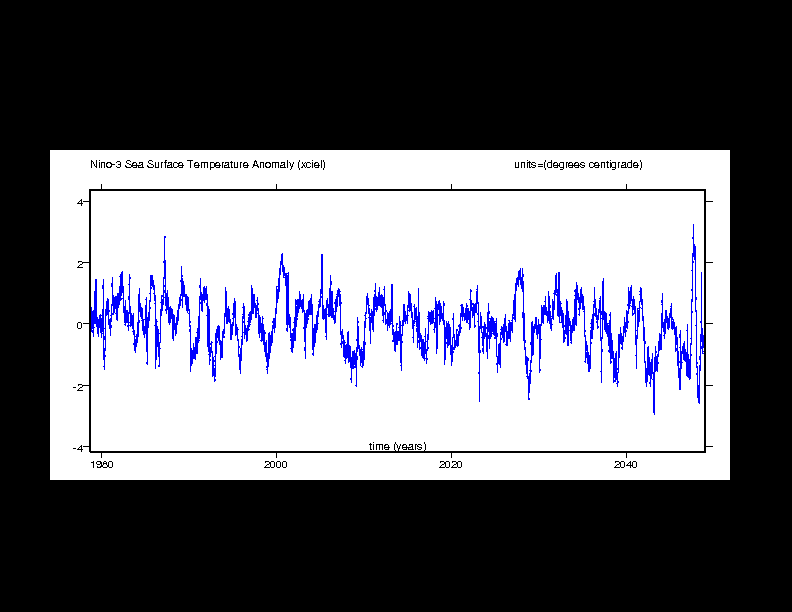 Nino-3 Sea Surface Temperature Anomaly (xciel) units=(degrees centigrade)
4
2
0
-2
-4
time (years)
1980 2000 2020 2040